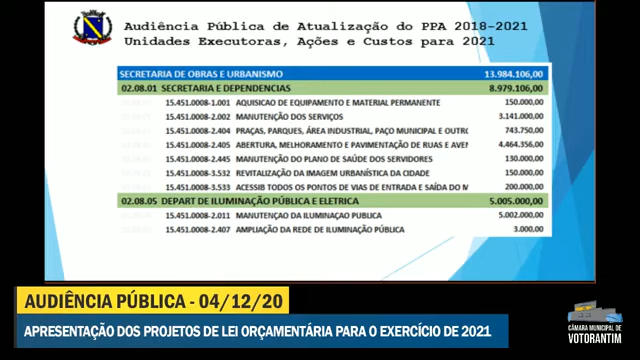 Audiência Pública de Atualização do PPA 2018-2021
Unidades Executoras, Ações e Custos para 2021
SECRETARIA DE OBRAS E URBANISMO 13.984.106,00
02.08.01 SECRETARIA E DEPENDENCIAS 8.979.106,00
15.451.0008-1.001 AQUISICAO DE EQUIPAMENTO E MATERIAL PERMANENTE 150.000,00
15.451.0008-2.002 MANUTENÇÃO DOS SERVIÇOS 3.141.000,00
15.451.0008-2.404 PRAÇAS, PARQUES, ÁREA INDUSTRIAL, PAÇO MUNICIPAL E OUTRO 743.750,00
15.451.0008-2.405 ABERTURA, MELHORAMENTO E PAVIMENTAÇÃO DE RUAS E AVEN 4.464.356,00
15.451.0008-2.445 MANUTENÇÃO DO PLANO DE SAÚDE DOS SERVIDORES 130.000,00
15.451.0008-3.532 REVITALIZAÇÃO DA IMAGEM URBANÍSTICA DA CIDADE 150.000,00
15.451.0008-3.533 ACESSIB TODOS OS PONTOS DE VIAS DE ENTRADA E SAÍDA DO M 200.000,00
02.08.05 DEPART DE ILUMINAÇÃO PÚBLICA E ELETRICA 5.005.000,00
15.451.0008-2.011 MANUTENÇÃO DA ILUMINAÇÃO PUBLICA 5.002.000,00
15.451.0008-2.407 AMPLIAÇÃO DA REDE DE ILUMINAÇÃO PÚBLICA 3.000,00
AUDIÊNCIA PÚBLICA - 04/12/20
APRESENTAÇÃO DOS PROJETOS DE LEI ORÇAMENTÁRIA PARA O EXERCÍCIO DE 2021
CÂMARA MUNICIPAL DE
VOTORANTIM